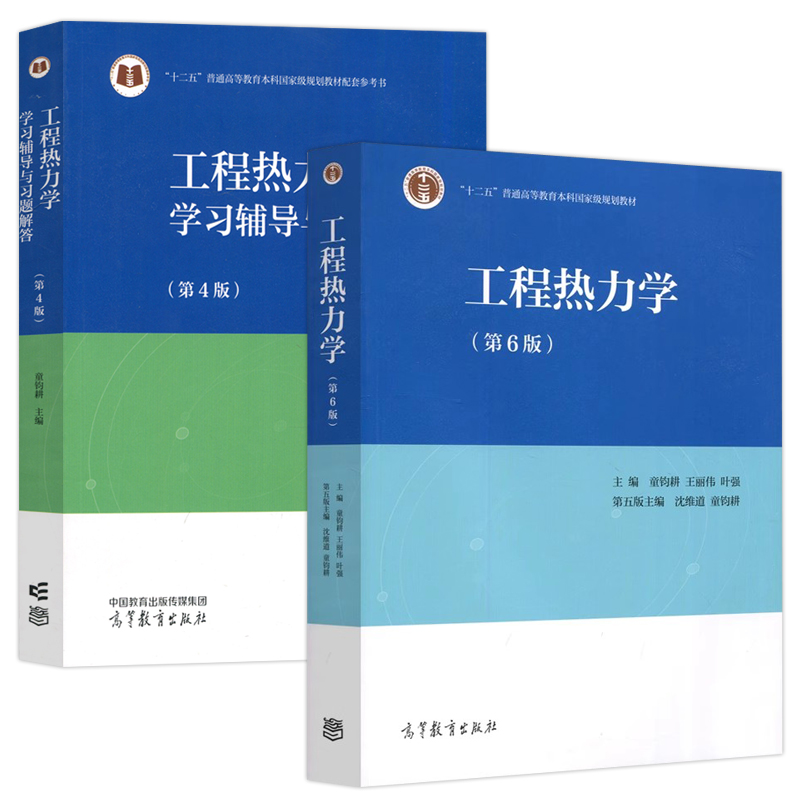 工程热力学
学习辅导与习题解答
(第4版)
童钧耕 主编
"十二五"普通高等教育本科国家级规划教材配套参考书
工程热力
学习辅导与
(第4版)
中国教育出版传媒集团
高等教育出版社
工程热力学
(第6版)
主编 童钧耕 王丽伟 叶强
第五版主编 沈维道 童钧耕
"十二五"普通高等教育本科国家级规划教材
工程热力学
(第6版)
主编 童钧耕 王丽伟 叶强
第五版主编 沈维道 童钧耕
高等教育出版社